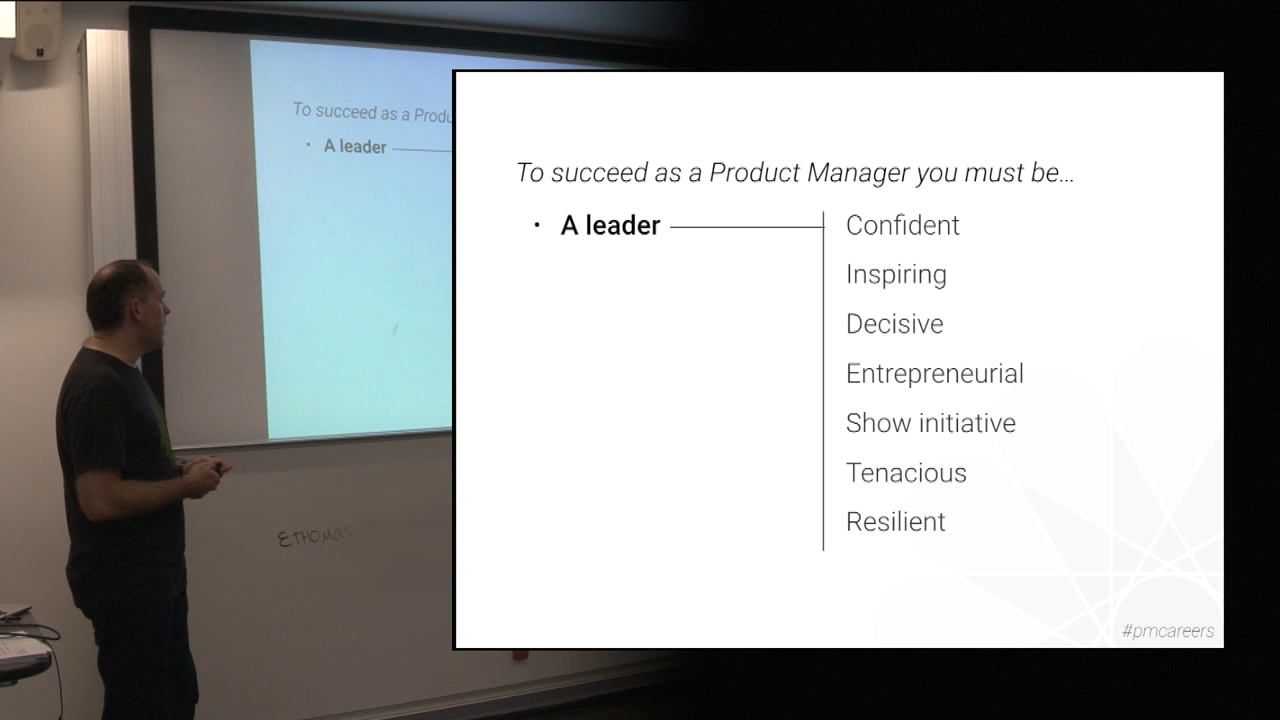 To succeed as a Produ
• A leader
ETHOMAS
To succeed as a Product Manager you must be...
• A leader
Confident
Inspiring
Decisive
Entrepreneurial
Show initiative
Tenacious
Resilient
#pmcareers